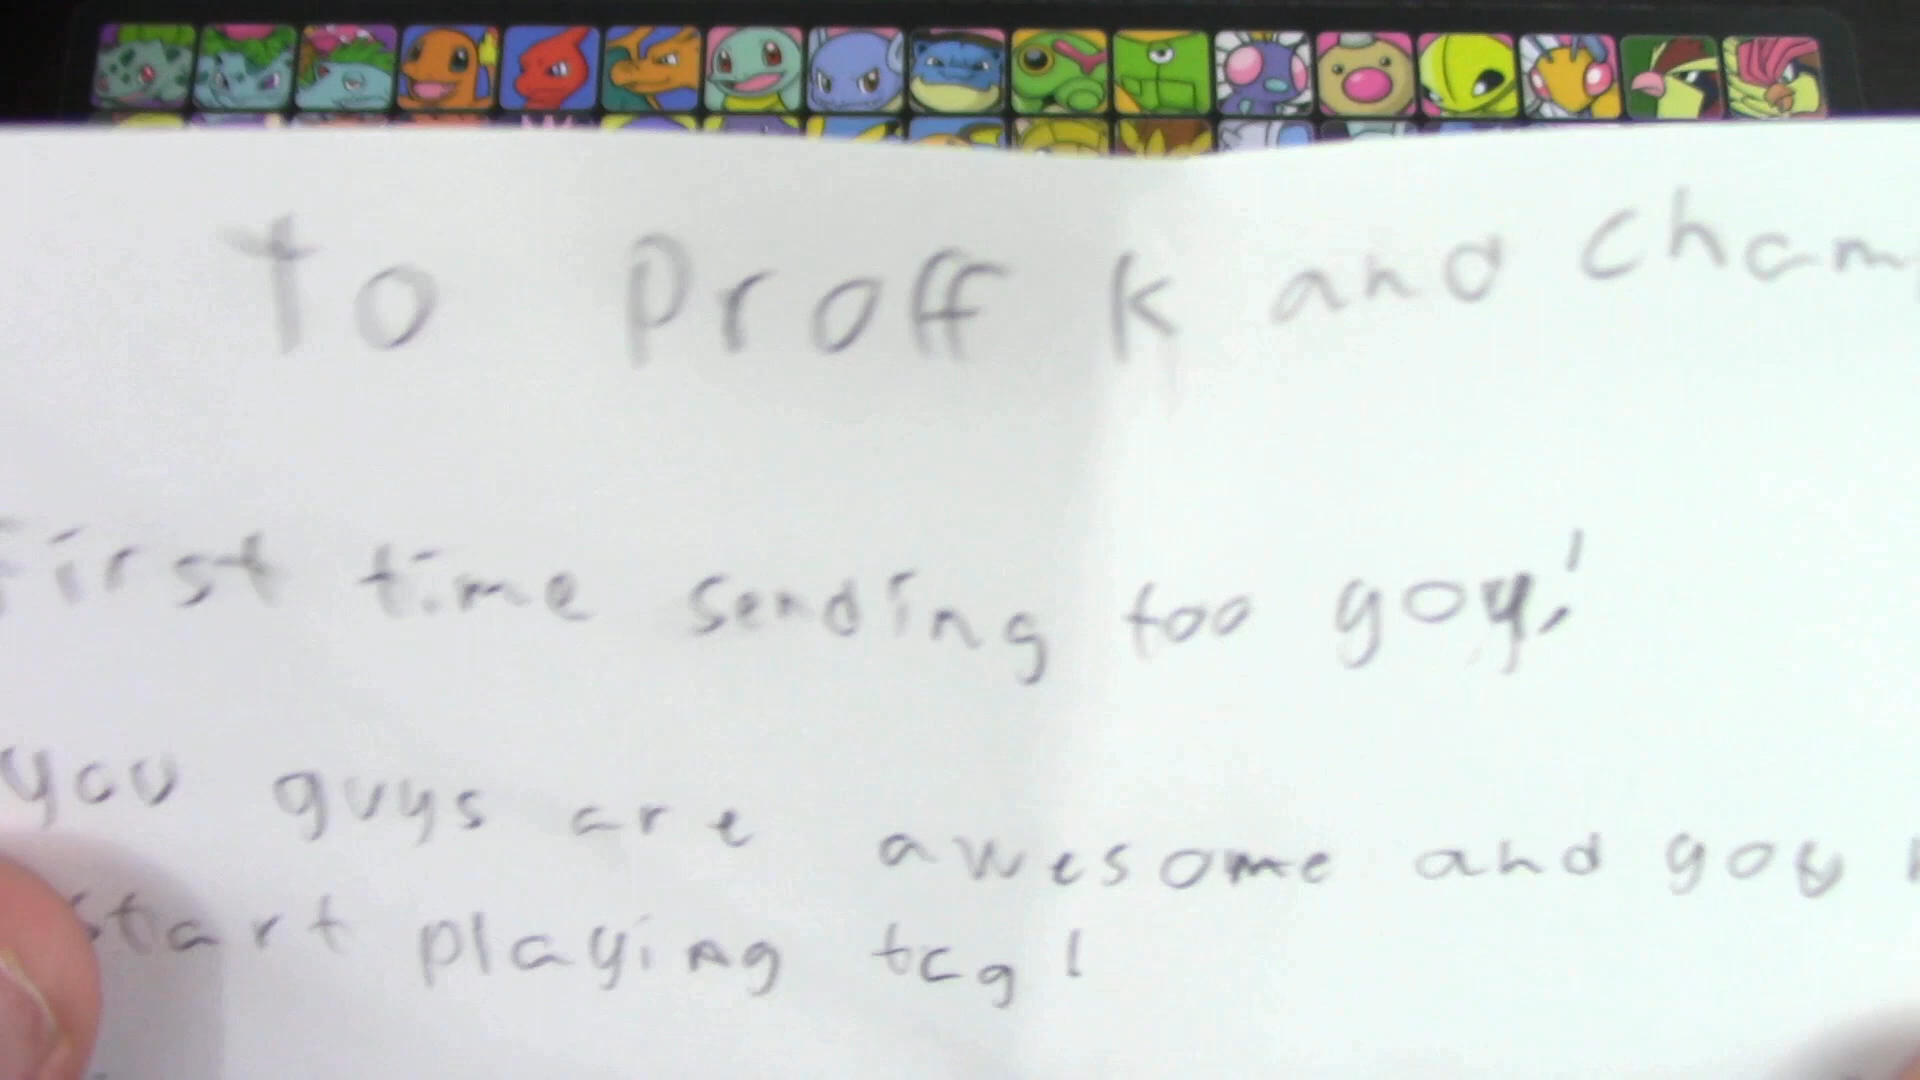 To Proff K and cham
First time sending too you!
you guys are awesome and you
start playing tcg!